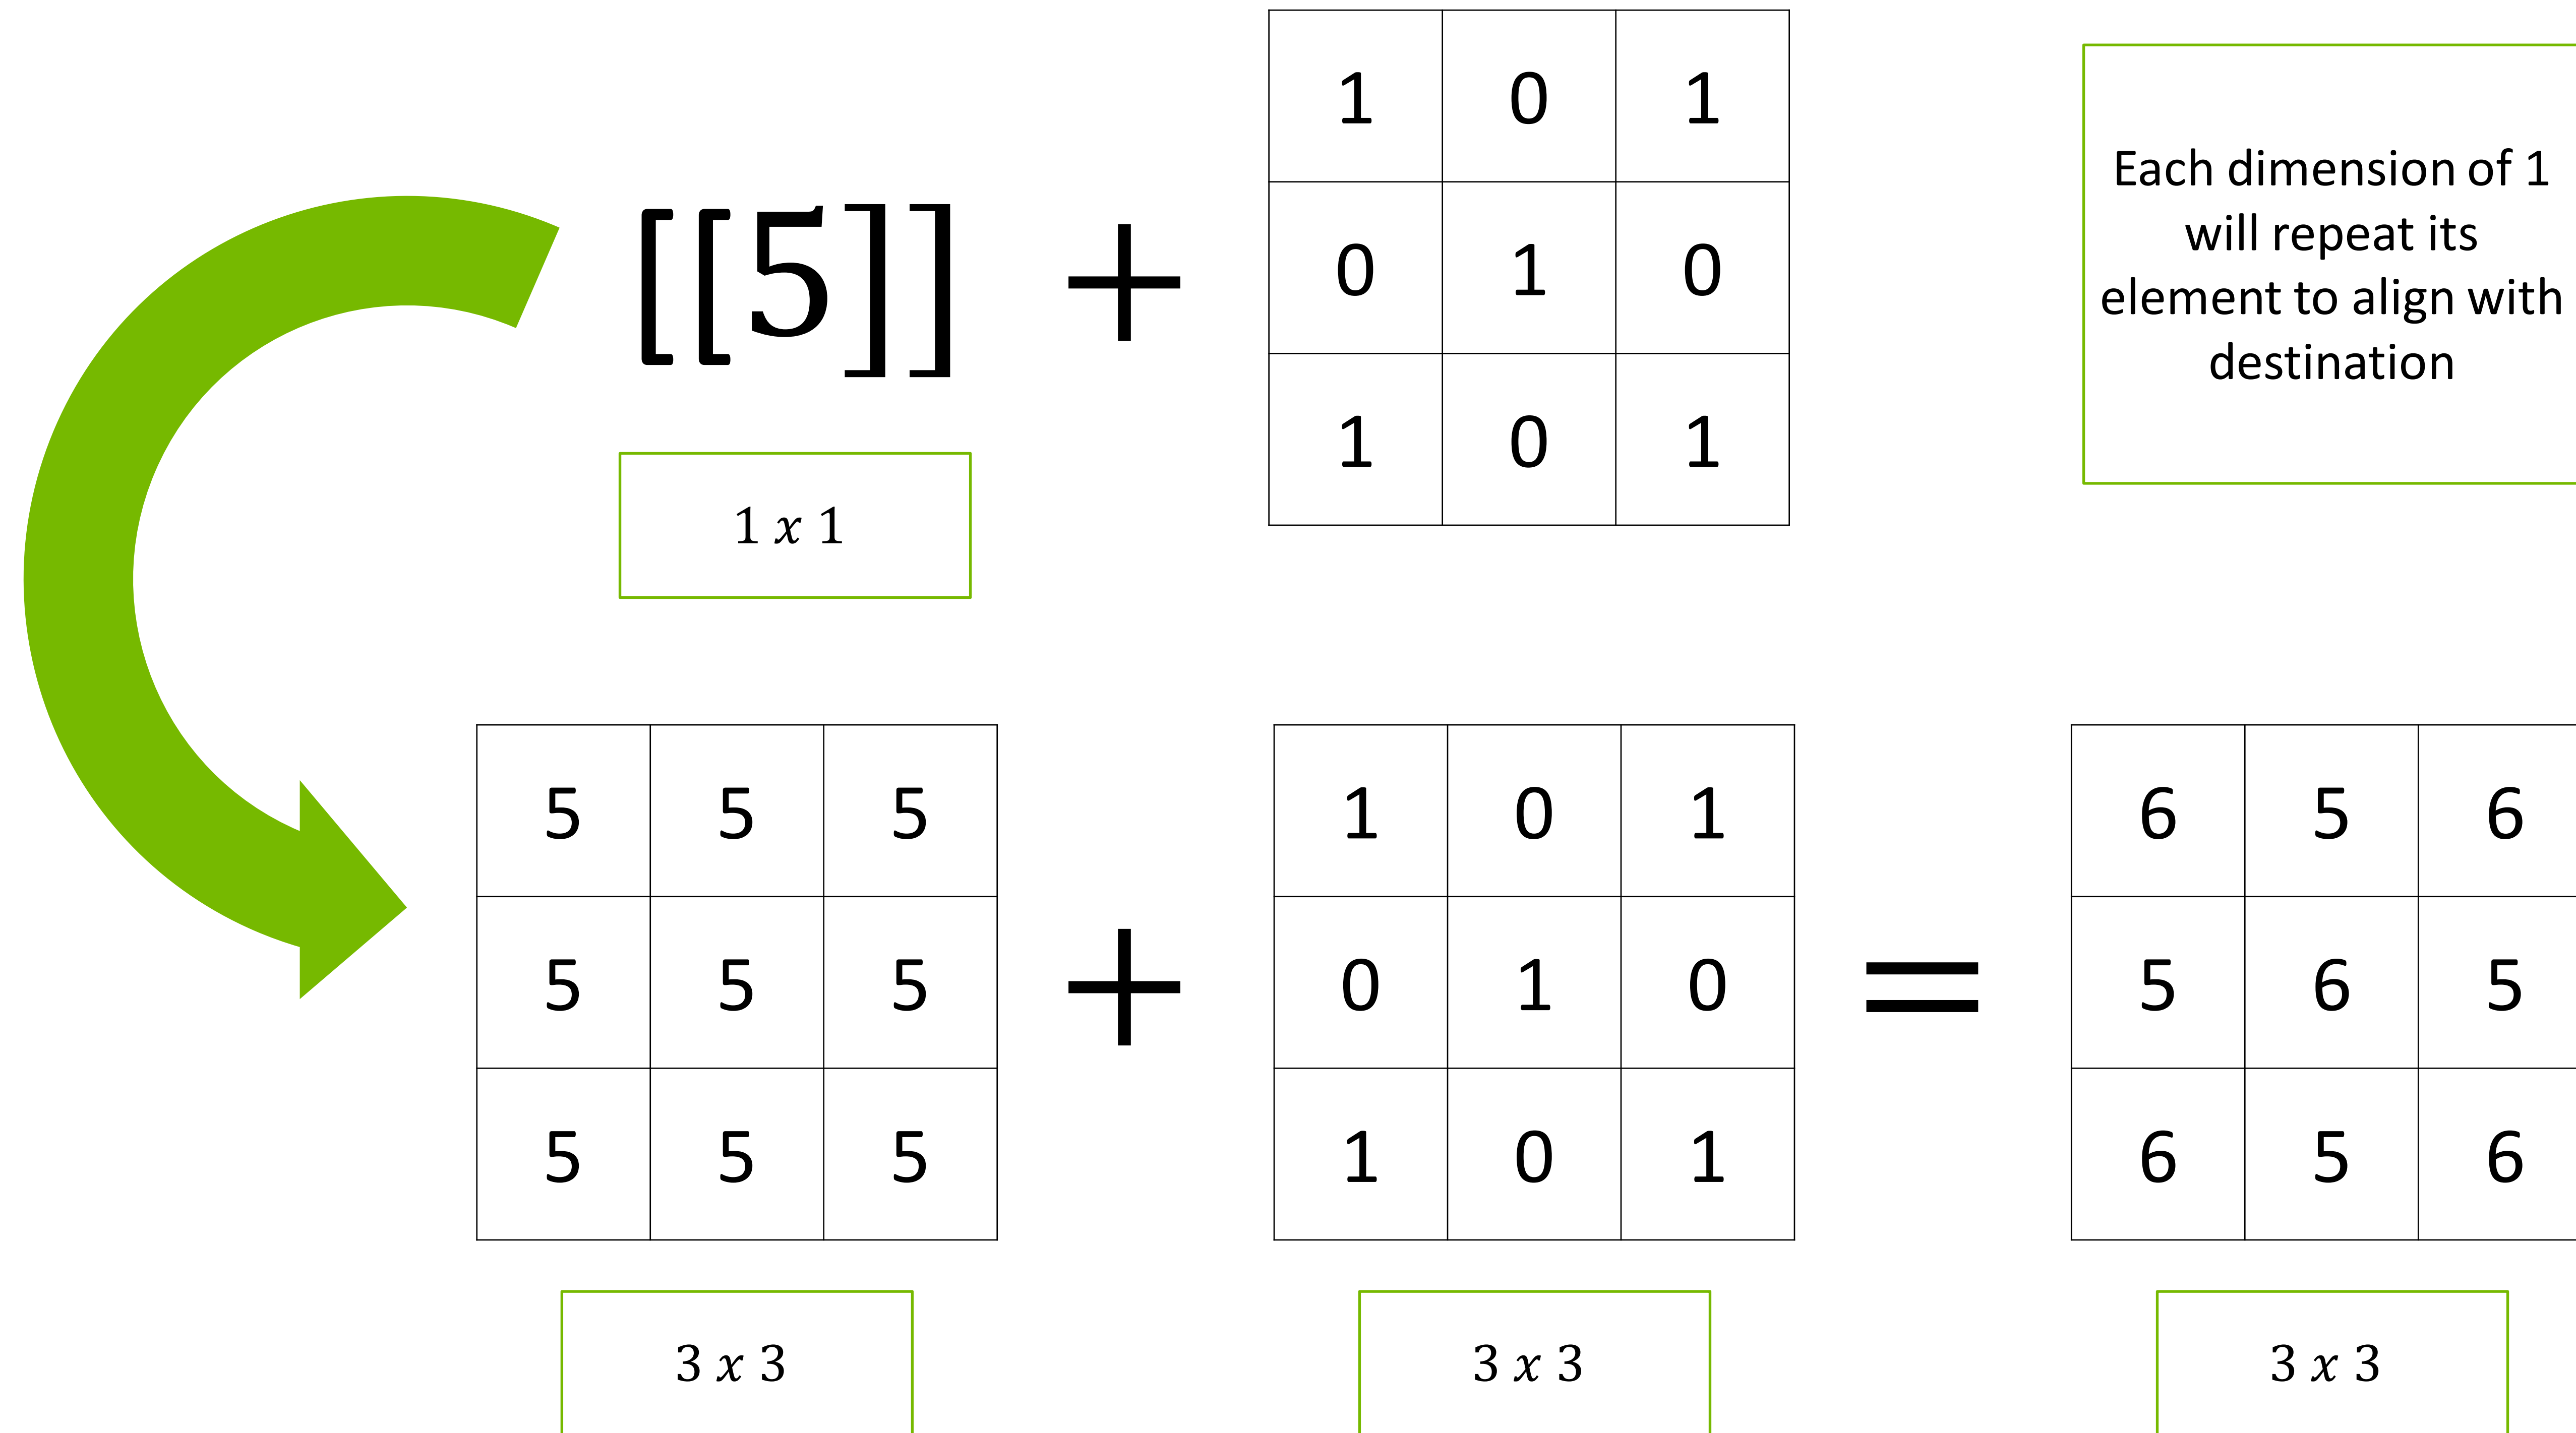 1 0 1
[[5]] + 0 1 0
1 0 1
Each dimension of 1
will repeat its
element to align with
destination
1 x 1
5 5 5 1 0 1 6 5 6
5 5 5 + 0 1 0 = 5 6 5
5 5 5 1 0 1 6 5 6
3 x 3 3 x 3 3 x 3